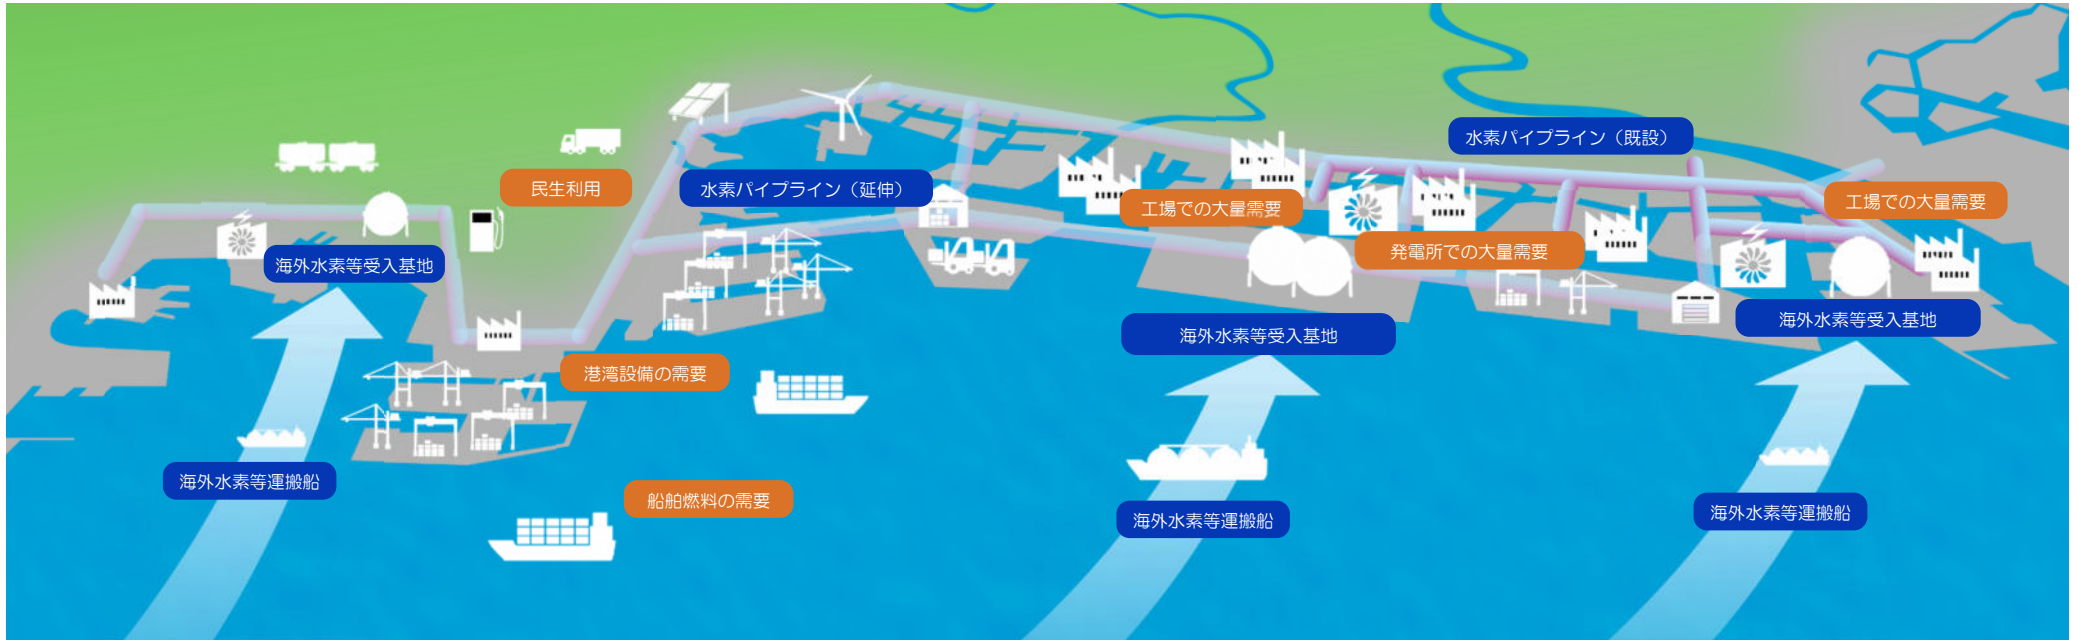 水素パイプライン（既設）
民生利用
水素パイプライン（延伸）
工場での大量需要
工場での大量需要
発電所での大量需要
海外水素等受入基地
海外水素等受入基地
海外水素等受入基地
港湾設備の需要
海外水素等運搬船
船舶燃料の需要
海外水素等運搬船
海外水素等運搬船